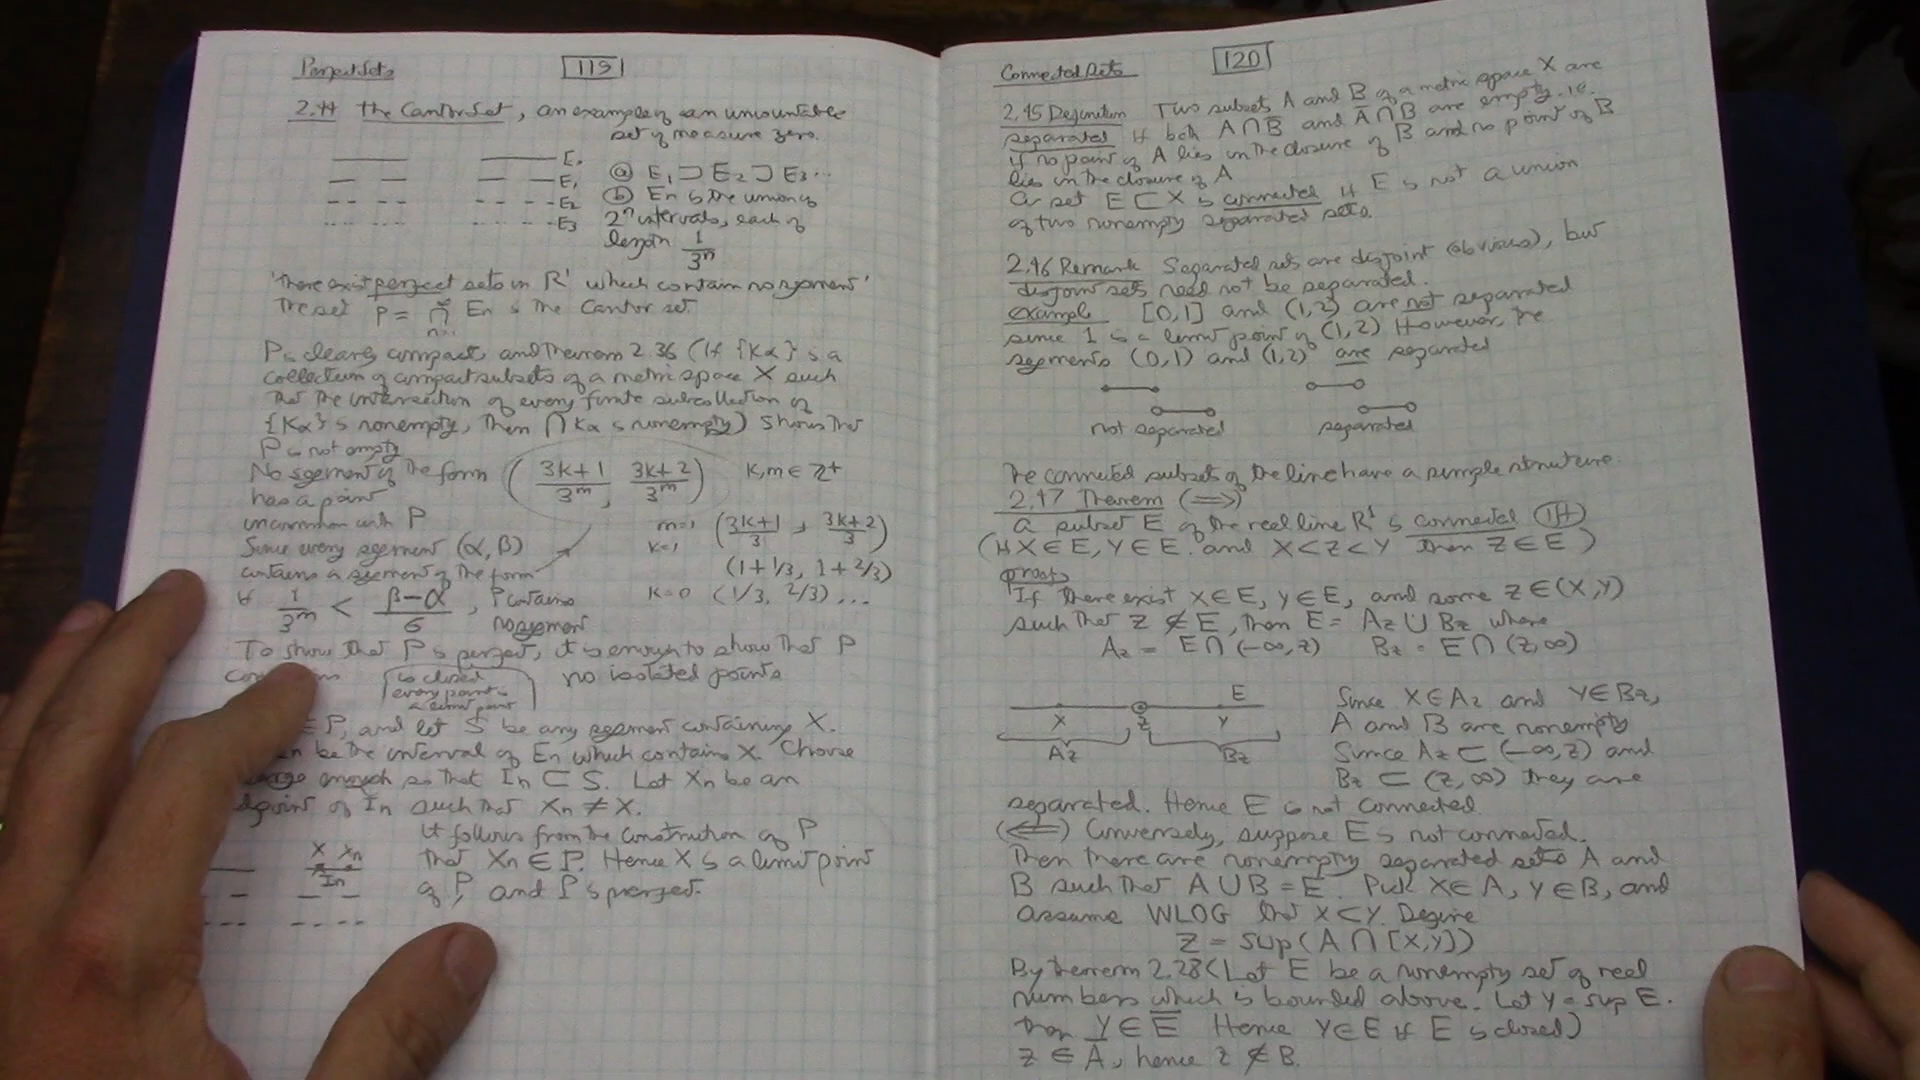 Perfect Sets
119
2.44 The Cantor Set, an example of an uncountable
set of measure zero.
E.
E1
E2
E3
ⓐ E1 ⊃ E2 ⊃ E3..
ⓑ En is the union of
2ⁿ intervals, each of
length 1/3ⁿ
'There exist perfect sets in R' which contain no segment'
The set P = ∩ En is the Cantor set.
P is clearly compact, and Theorem 2.36 (If {Kα} is a
collection of compact subsets of a metric space X such
that the intersection of every finite subcollection of
{Kα} is nonempty, then ∩ Kα is nonempty) shows that
P is not empty
No segment of the form (3k+1/3ᵐ, 3k+2/3ᵐ) k,m ∈ Z+
has a point
in common with P
m=1 (3k+1/3, 3k+2/3)
Since every segment (α, β)
k=1
contains a segment of the form
(1+1/3, 1+2/3)
k=0 (1/3, 2/3)...
if 1/3ᵐ < β-α/6, P contains
no segment
To show that P is perfect, it is enough to show that P
no isolated points
is closed
every point is
a limit point
∈ P, and let S be any segment containing X.
be the interval of En which contains X. Choose
enough so that In ⊂ S. Let Xn be an
of In such that Xn ≠ X.
It follows from the construction of P
X Xn
that Xn ∈ P. Hence X is a limit point
In
of P, and P is perfect.
Connected Sets
120
2.45 Definition Two subsets A and B of a metric space X are
separated if both A ∩ B̅ and A̅ ∩ B are empty. i.e.
if no point of A lies in the closure of B and no point of B
lies in the closure of A
a set E ⊂ X is connected if E is not a union
of two nonempty separated sets.
2.46 Remark Separated sets are disjoint (obvious), but
disjoint sets need not be separated.
example [0,1] and (1,2) are not separated
since 1 is a limit point of (1,2) However, the
segments (0,1) and (1,2) are separated
not separated
separated
The connected subsets of the line have a simple structure.
2.47 Theorem (⟹)
a subset E of the real line R¹ is connected iff
(if X ∈ E, Y ∈ E and X < Z < Y then Z ∈ E)
proof
If there exist X ∈ E, y ∈ E, and some z ∈ (X,Y)
such that z ∉ E, then E = Az ∪ Bz where
Az = E ∩ (-∞,z) Bz = E ∩ (z,∞)
E
X
z
Y
Az
Bz
Since X ∈ Az and Y ∈ Bz,
A and B are nonempty
Since Az ⊂ (-∞,z) and
Bz ⊂ (z,∞) they are
separated. Hence E is not connected
(⟸) Conversely, suppose E is not connected.
Then there are nonempty separated sets A and
B such that A ∪ B = E. Pick X ∈ A, Y ∈ B, and
assume WLOG that X < Y. Define
Z = sup(A ∩ [X,Y])
By theorem 2.28 (Let E be a nonempty set of real
numbers which is bounded above. Let y = sup E.
then y ∈ E̅ Hence Y ∈ E if E is closed)
z ∈ A̅, hence z ∉ B.